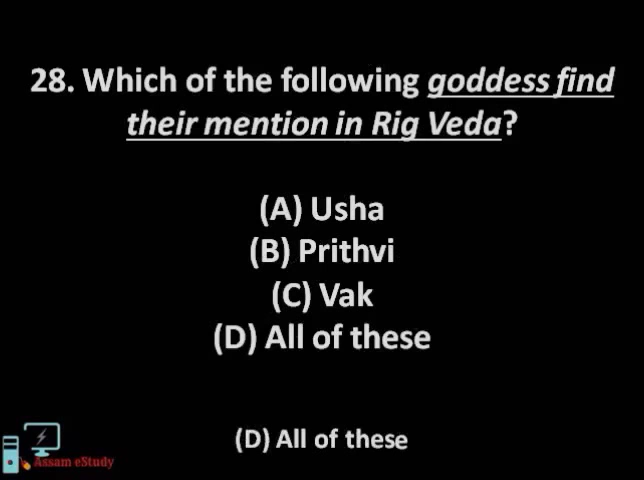 28. Which of the following goddess find
their mention in Rig Veda?
(A) Usha
(B) Prithvi
(C) Vak
(D) All of these
(D) All of these
Assam eStudy